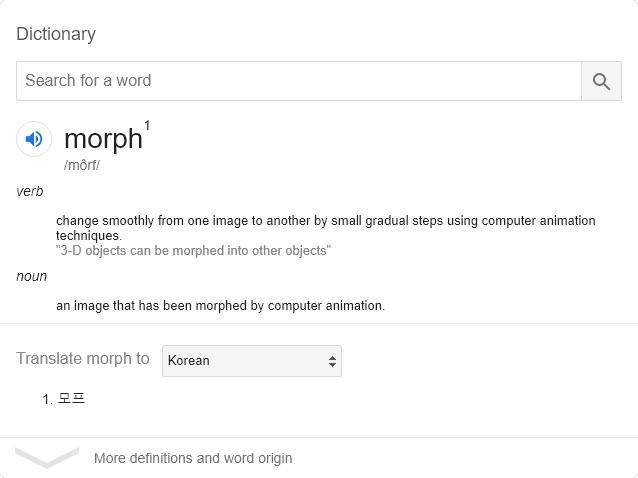 Dictionary
Search for a word
morph1
/môrf/
verb
change smoothly from one image to another by small gradual steps using computer animation
techniques.
"3-D objects can be morphed into other objects"
noun
an image that has been morphed by computer animation.
Translate morph to Korean
1. 모프
More definitions and word origin